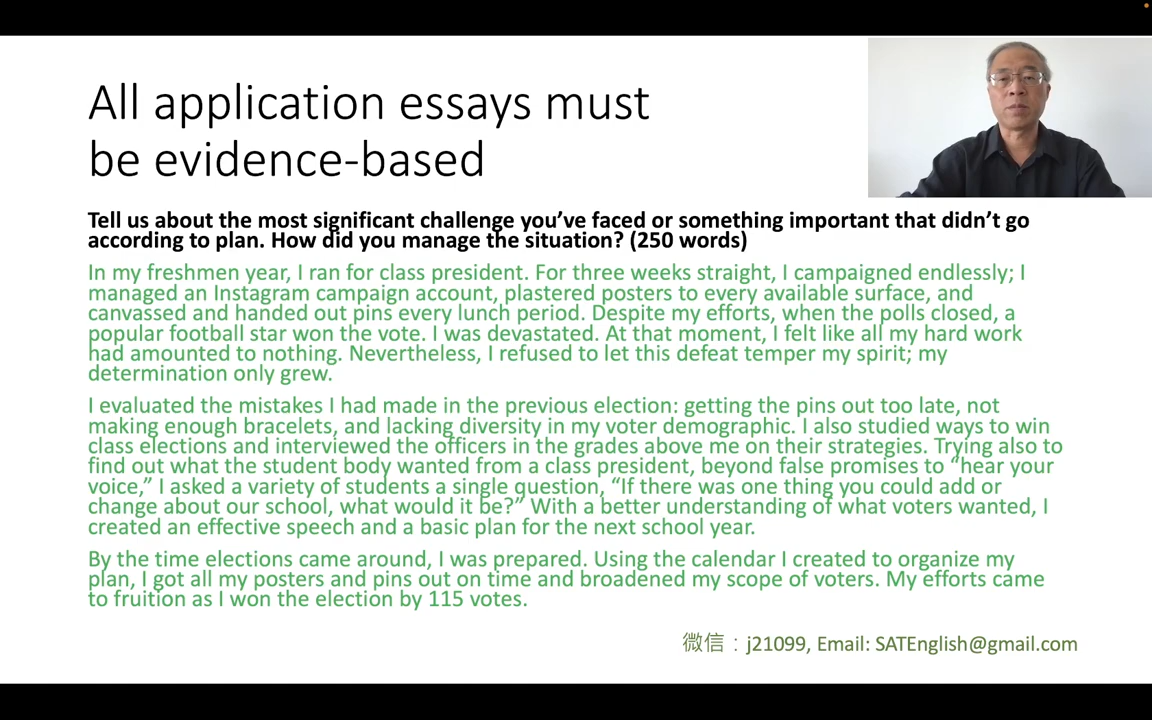 All application essays must
be evidence-based
Tell us about the most significant challenge you’ve faced or something important that didn’t go
according to plan. How did you manage the situation? (250 words)
In my freshmen year, I ran for class president. For three weeks straight, I campaigned endlessly; I
managed an Instagram campaign account, plastered posters to every available surface, and
canvassed and handed out pins every lunch period. Despite my efforts, when the polls closed, a
popular football star won the vote. I was devastated. At that moment, I felt like all my hard work
had amounted to nothing. Nevertheless, I refused to let this defeat temper my spirit; my
determination only grew.
I evaluated the mistakes I had made in the previous election: getting the pins out too late, not
making enough bracelets, and lacking diversity in my voter demographic. I also studied ways to win
class elections and interviewed the officers in the grades above me on their strategies. Trying also to
find out what the student body wanted from a class president, beyond false promises to “hear your
voice,” I asked a variety of students a single question, “If there was one thing you could add or
change about our school, what would it be?” With a better understanding of what voters wanted, I
created an effective speech and a basic plan for the next school year.
By the time elections came around, I was prepared. Using the calendar I created to organize my
plan, I got all my posters and pins out on time and broadened my scope of voters. My efforts came
to fruition as I won the election by 115 votes.
微信：j21099, Email: SATEnglish@gmail.com